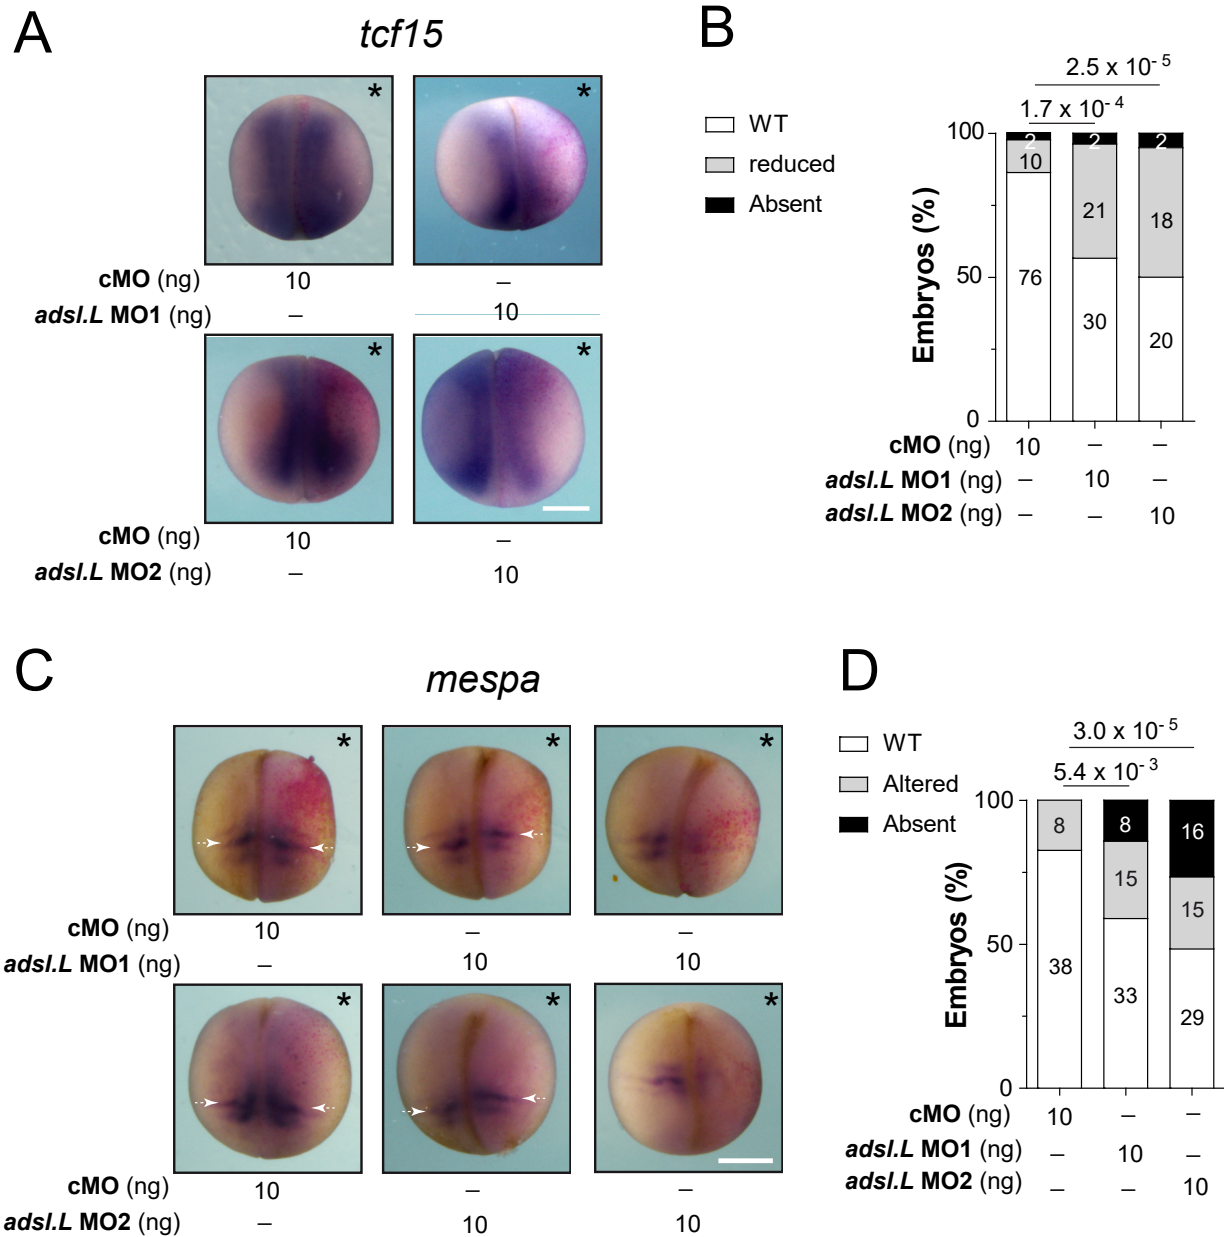 A
tcf15
* *
cMO (ng) 10 –
adsl.L MO1 (ng) – 10
* *
cMO (ng) 10 –
adsl.L MO2 (ng) – 10
B
2.5 x 10-5
1.7 x 10-4
WT
reduced
Absent
Embryos (%)
100
50
0
2 2 2
10 21 18
76 30 20
cMO (ng) 10 – –
adsl.L MO1 (ng) – 10 –
adsl.L MO2 (ng) – – 10
C
mespa
* * *
cMO (ng) 10 – –
adsl.L MO1 (ng) – 10 10
* * *
cMO (ng) 10 – –
adsl.L MO2 (ng) – 10 10
D
3.0 x 10-5
5.4 x 10-3
WT
Altered
Absent
Embryos (%)
100
50
0
8 8 16
15 15
38 33 29
cMO (ng) 10 – –
adsl.L MO1 (ng) – 10 –
adsl.L MO2 (ng) – – 10